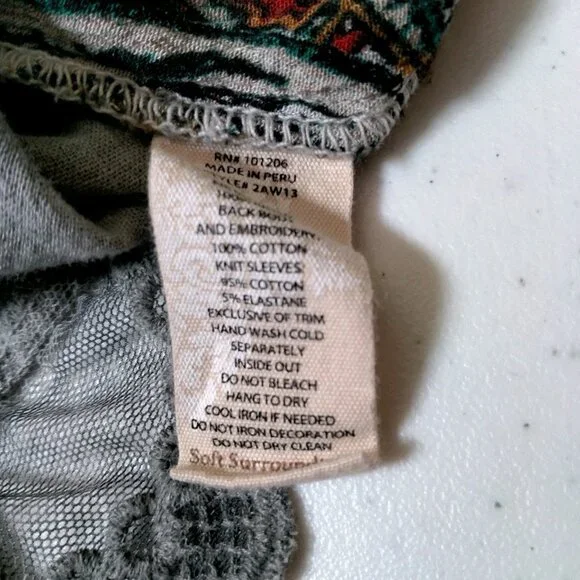 RN# 101206
MADE IN PERU
2AW13
BACK BODY
AND EMBROIDERY:
100% COTTON
KNIT SLEEVES:
95% COTTON
5% ELASTANE
EXCLUSIVE OF TRIM
HAND WASH COLD
SEPARATELY
INSIDE OUT
DO NOT BLEACH
HANG TO DRY
COOL IRON IF NEEDED
DO NOT IRON DECORATION
DO NOT DRY CLEAN
Soft